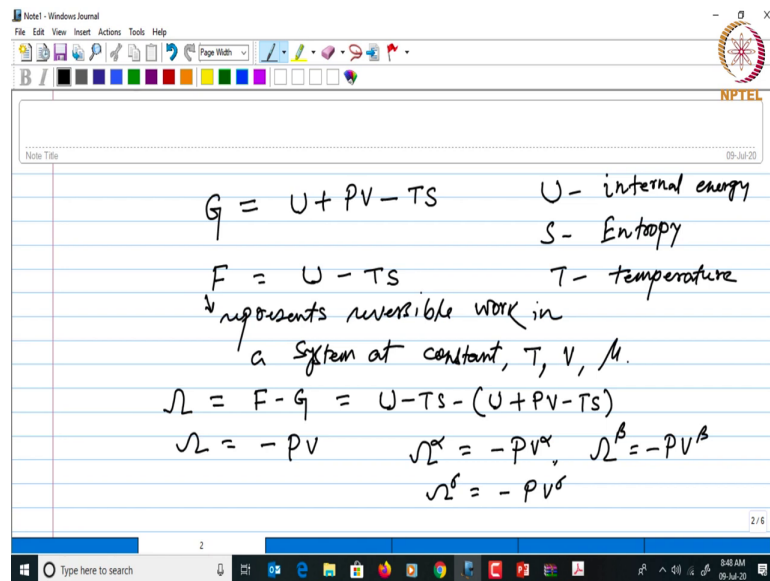 Note1 - Windows Journal
File Edit View Insert Actions Tools Help
Page Width
B I
NPTEL
Note Title
09-Jul-20
G = U + PV - TS
U - internal energy
S - Entropy
F = U - TS
T - temperature
↓ represents reversible work in
a system at constant, T, V, μ.
Ω = F - G = U - TS - (U + PV - TS)
Ω = - PV
Ω^α = - PV^α, Ω^β = - PV^β
Ω^σ = - PV^σ
2/6
2
Type here to search
8:48 AM
09-Jul-20